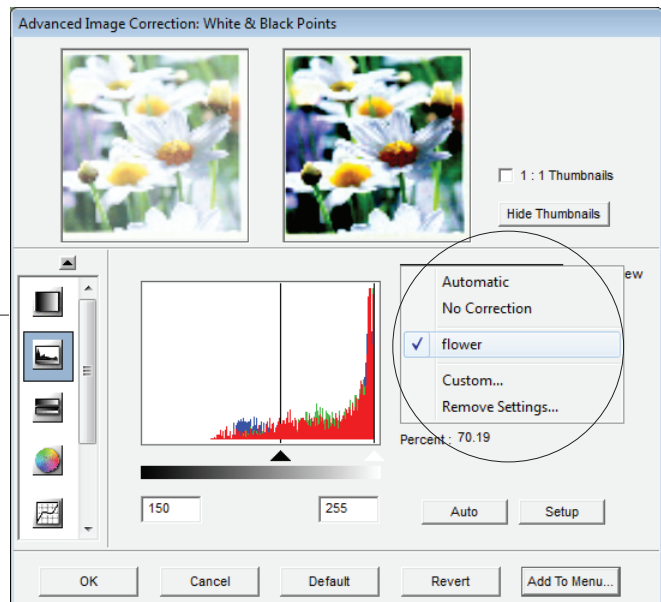 Advanced Image Correction: White & Black Points
1 : 1 Thumbnails
Hide Thumbnails
ew
Automatic
No Correction
flower
Custom...
Remove Settings...
Percent : 70.19
150
255
Auto
Setup
OK
Cancel
Default
Revert
Add To Menu...